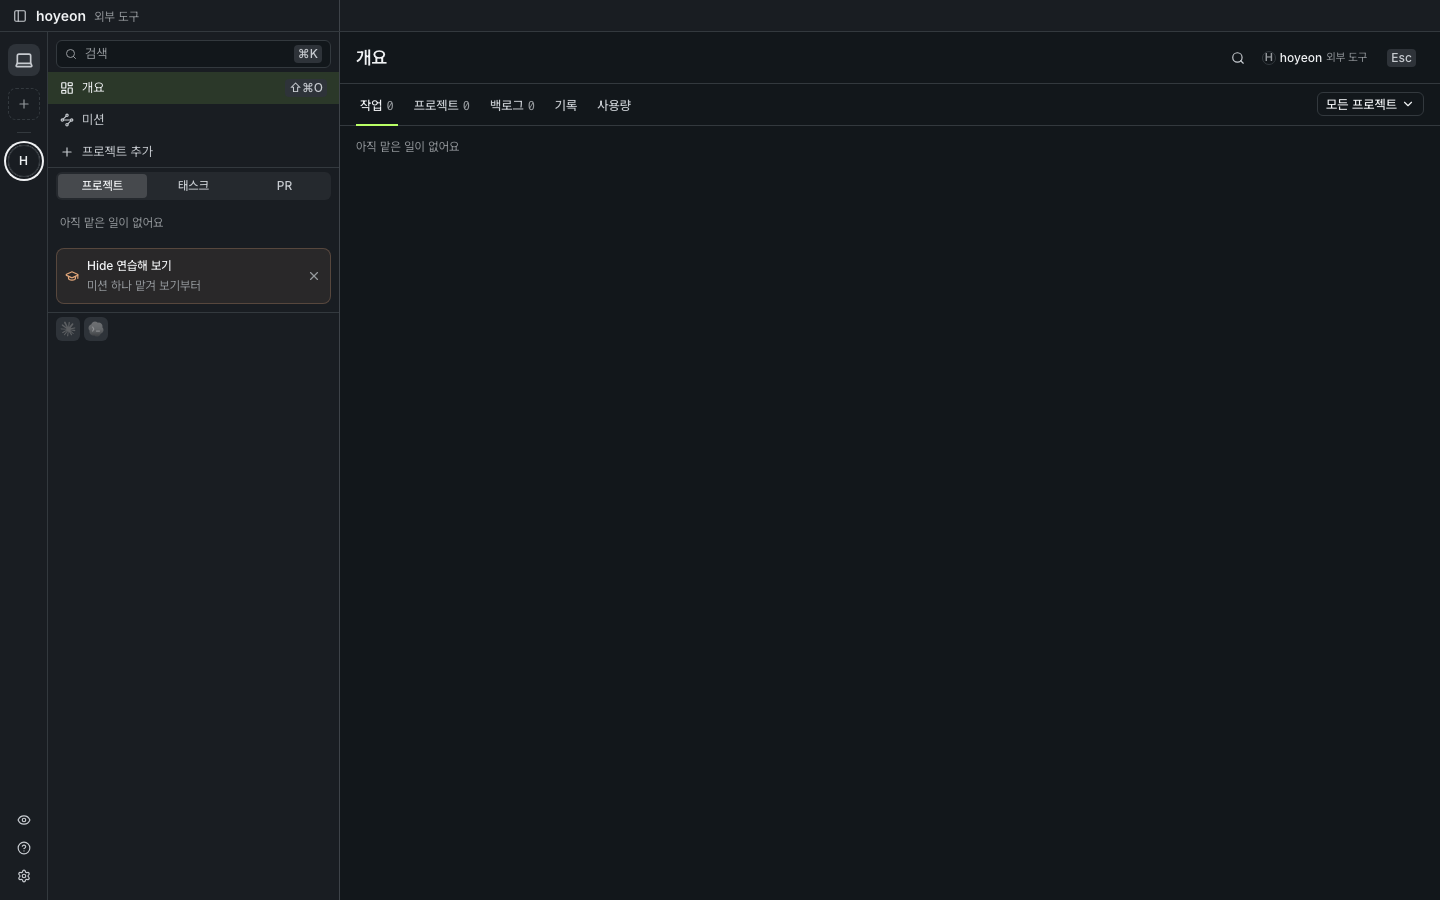 hoyeon 외부 도구
검색 ⌘K
개요 ⇧⌘O
미션
프로젝트 추가
H
프로젝트 태스크 PR
아직 맡은 일이 없어요
Hide 연습해 보기
미션 하나 맡겨 보기부터
개요
H hoyeon 외부 도구 Esc
작업 0 프로젝트 0 백로그 0 기록 사용량
모든 프로젝트
아직 맡은 일이 없어요